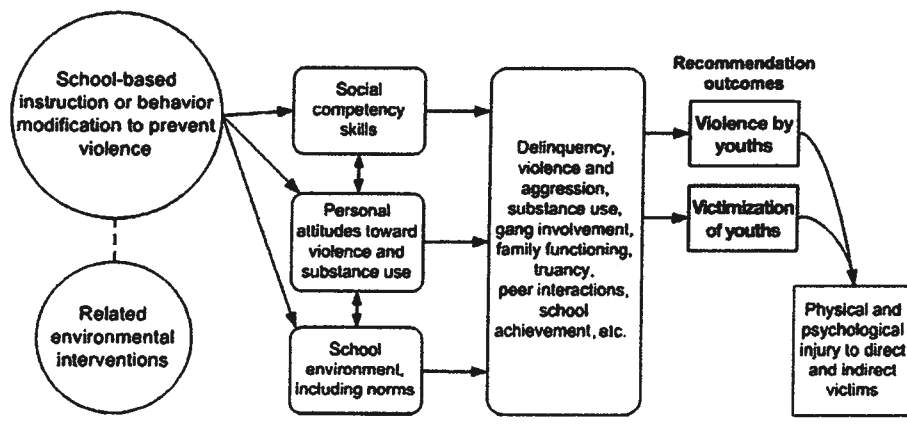 School-based
instruction or behavior
modification to prevent
violence
Related
environmental
interventions
Social
competency
skills
Personal
attitudes toward
violence and
substance use
School
environment,
including norms
Delinquency,
violence and
aggression,
substance use,
gang involvement,
family functioning,
truancy,
peer interactions,
school
achievement, etc.
Recommendation
outcomes
Violence by
youths
Victimization
of youths
Physical and
psychological
injury to direct
and indirect
victims